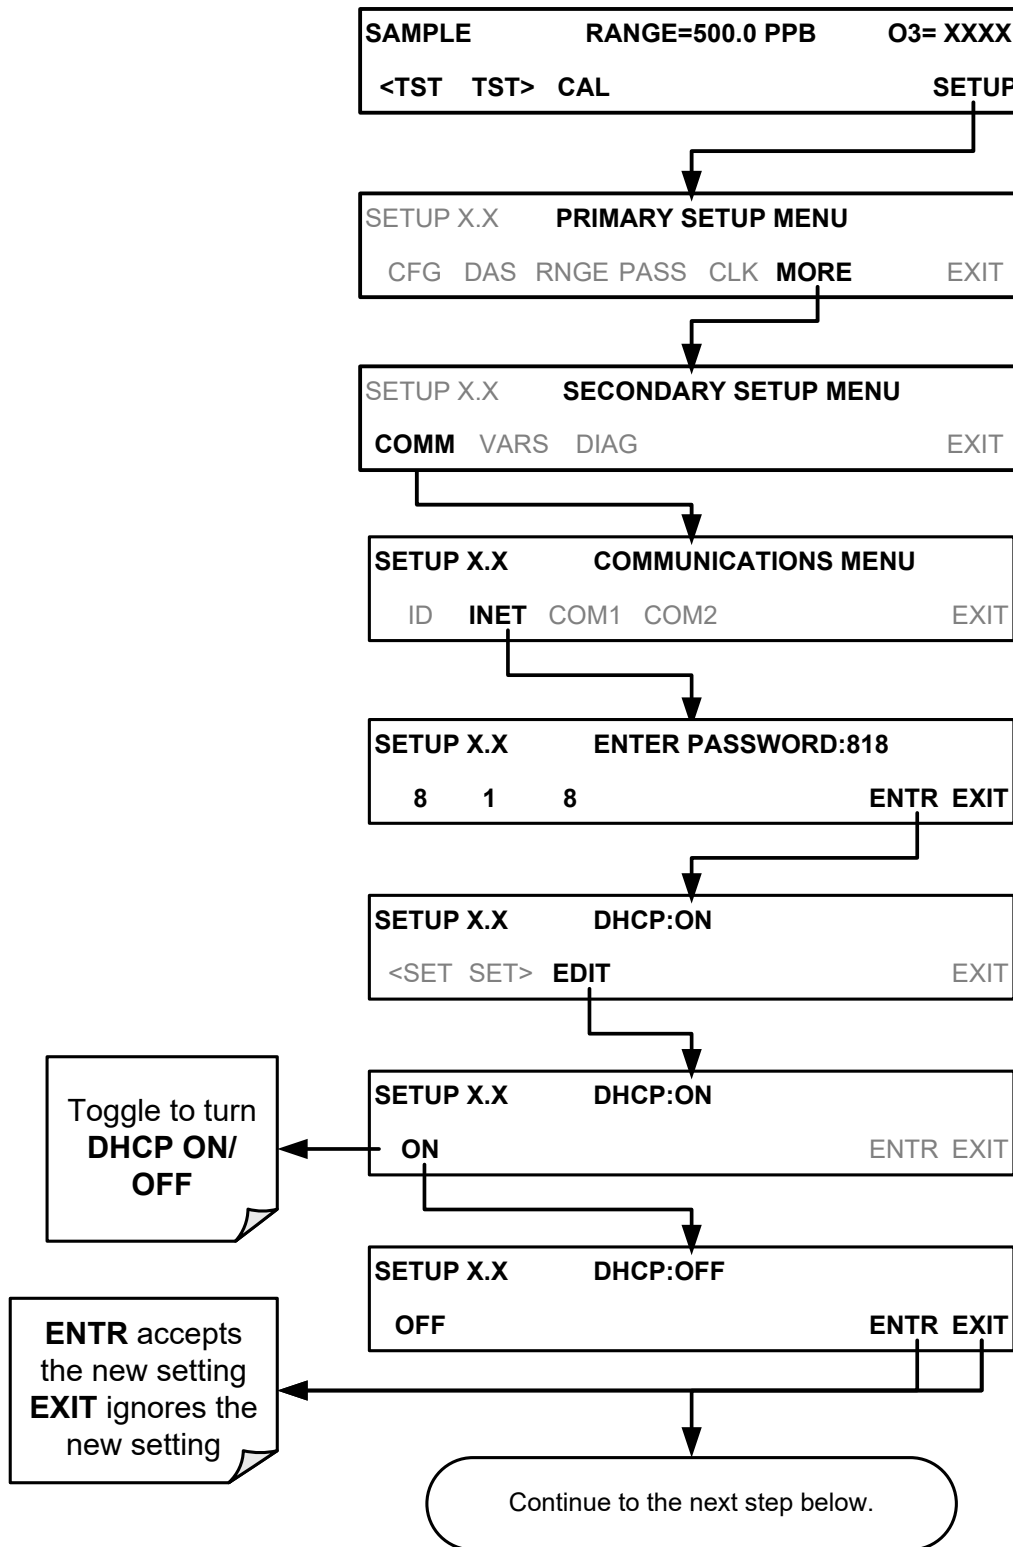 SAMPLE RANGE=500.0 PPB O3= XXXX
<TST TST> CAL SETUP
SETUP X.X PRIMARY SETUP MENU
CFG DAS RNGE PASS CLK MORE EXIT
SETUP X.X SECONDARY SETUP MENU
COMM VARS DIAG EXIT
SETUP X.X COMMUNICATIONS MENU
ID INET COM1 COM2 EXIT
SETUP X.X ENTER PASSWORD:818
8 1 8 ENTR EXIT
SETUP X.X DHCP:ON
<SET SET> EDIT EXIT
SETUP X.X DHCP:ON
ON ENTR EXIT
Toggle to turn
DHCP ON/
OFF
SETUP X.X DHCP:OFF
OFF ENTR EXIT
ENTR accepts
the new setting
EXIT ignores the
new setting
Continue to the next step below.